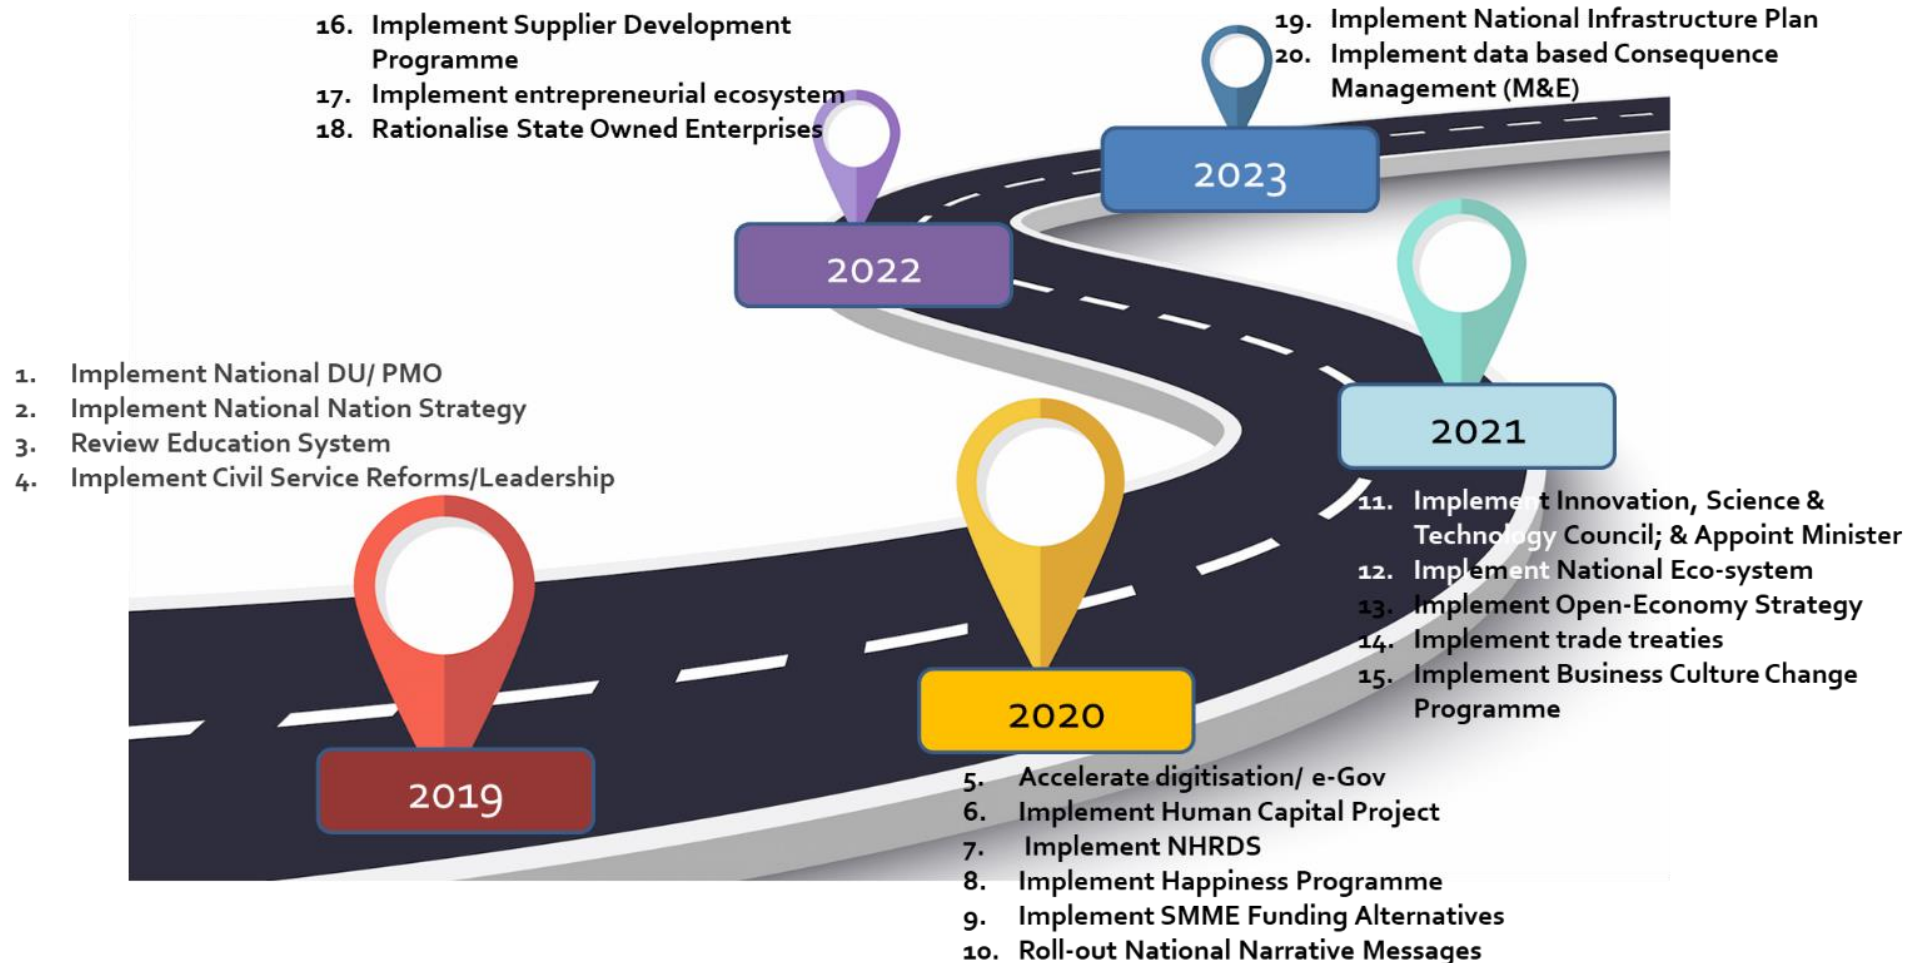 16. Implement Supplier Development
Programme
17. Implement entrepreneurial ecosystem
18. Rationalise State Owned Enterprises
19. Implement National Infrastructure Plan
20. Implement data based Consequence
Management (M&E)
2023
2022
1. Implement National DU/ PMO
2. Implement National Nation Strategy
3. Review Education System
4. Implement Civil Service Reforms/Leadership
2021
11. Implement Innovation, Science &
Technology Council; & Appoint Minister
12. Implement National Eco-system
13. Implement Open-Economy Strategy
14. Implement trade treaties
15. Implement Business Culture Change
Programme
2020
2019
5. Accelerate digitisation/ e-Gov
6. Implement Human Capital Project
7. Implement NHRDS
8. Implement Happiness Programme
9. Implement SMME Funding Alternatives
10. Roll-out National Narrative Messages